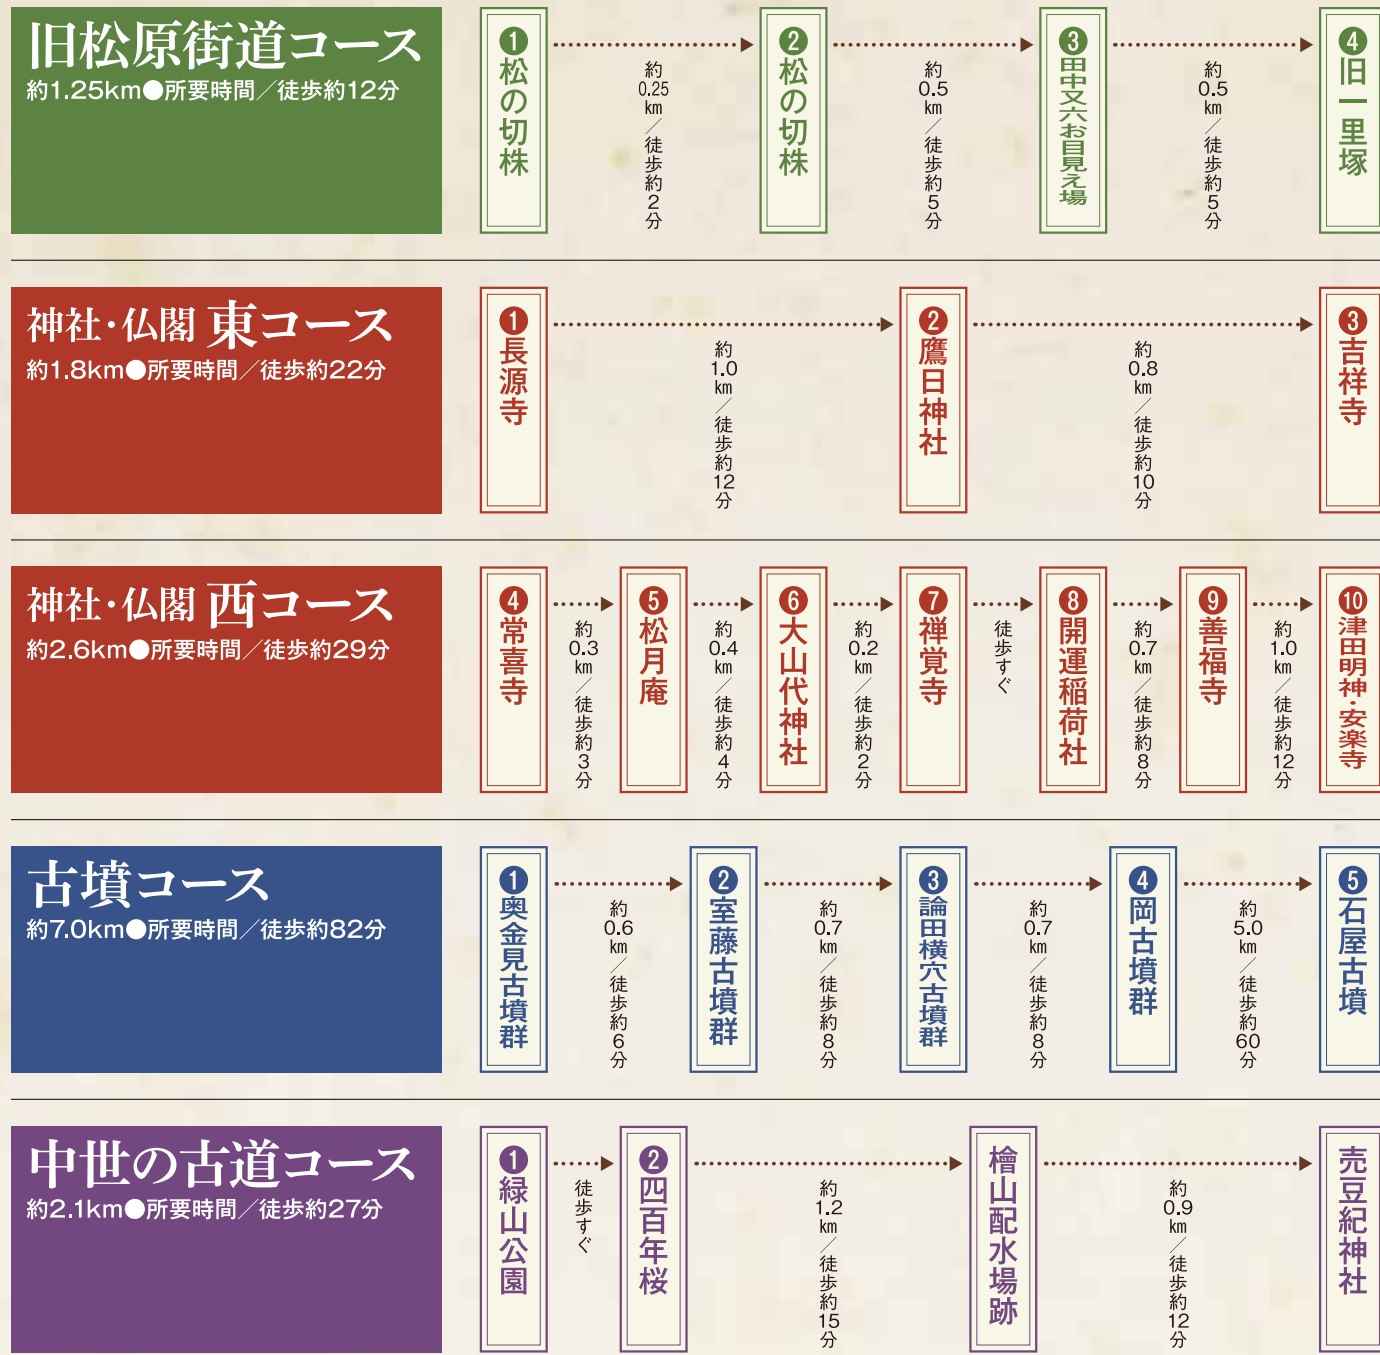 旧松原街道コース
約1.25km●所要時間／徒歩約12分
❶松の切株
約0.25km／徒歩約2分
❷松の切株
約0.5km／徒歩約5分
❸田中又六お目見え場
約0.5km／徒歩約5分
❹旧一里塚
神社・仏閣 東コース
約1.8km●所要時間／徒歩約22分
❶長源寺
約1.0km／徒歩約12分
❷鷹日神社
約0.8km／徒歩約10分
❸吉祥寺
神社・仏閣 西コース
約2.6km●所要時間／徒歩約29分
❹常喜寺
約0.3km／徒歩約3分
❺松月庵
約0.4km／徒歩約4分
❻大山代神社
約0.2km／徒歩約2分
❼禅覚寺
徒歩すぐ
❽開運稲荷社
約0.7km／徒歩約8分
❾善福寺
約1.0km／徒歩約12分
❿津田明神・安楽寺
古墳コース
約7.0km●所要時間／徒歩約82分
❶奥金見古墳群
約0.6km／徒歩約6分
❷室藤古墳群
約0.7km／徒歩約8分
❸論田横穴古墳群
約0.7km／徒歩約8分
❹岡古墳群
約5.0km／徒歩約60分
❺石屋古墳
中世の古道コース
約2.1km●所要時間／徒歩約27分
❶緑山公園
徒歩すぐ
❷四百年桜
約1.2km／徒歩約15分
檜山配水場跡
約0.9km／徒歩約12分
売豆紀神社